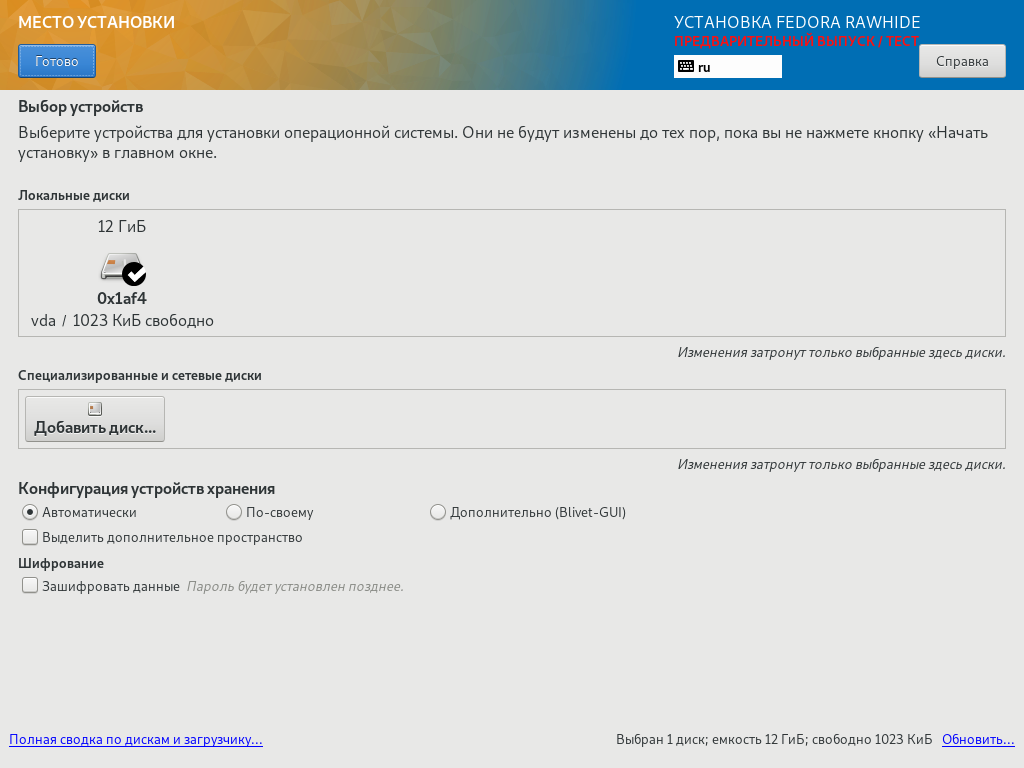 МЕСТО УСТАНОВКИ
УСТАНОВКА FEDORA RAWHIDE
ПРЕДВАРИТЕЛЬНЫЙ ВЫПУСК / ТЕСТ
Готово
ru
Справка
Выбор устройств
Выберите устройства для установки операционной системы. Они не будут изменены до тех пор, пока вы не нажмете кнопку «Начать
установку» в главном окне.
Локальные диски
12 ГиБ
0x1af4
vda / 1023 КиБ свободно
Изменения затронут только выбранные здесь диски.
Специализированные и сетевые диски
Добавить диск...
Изменения затронут только выбранные здесь диски.
Конфигурация устройств хранения
Автоматически По-своему Дополнительно (Blivet-GUI)
Выделить дополнительное пространство
Шифрование
Зашифровать данные Пароль будет установлен позднее.
Полная сводка по дискам и загрузчику... Выбран 1 диск; емкость 12 ГиБ; свободно 1023 КиБ Обновить...